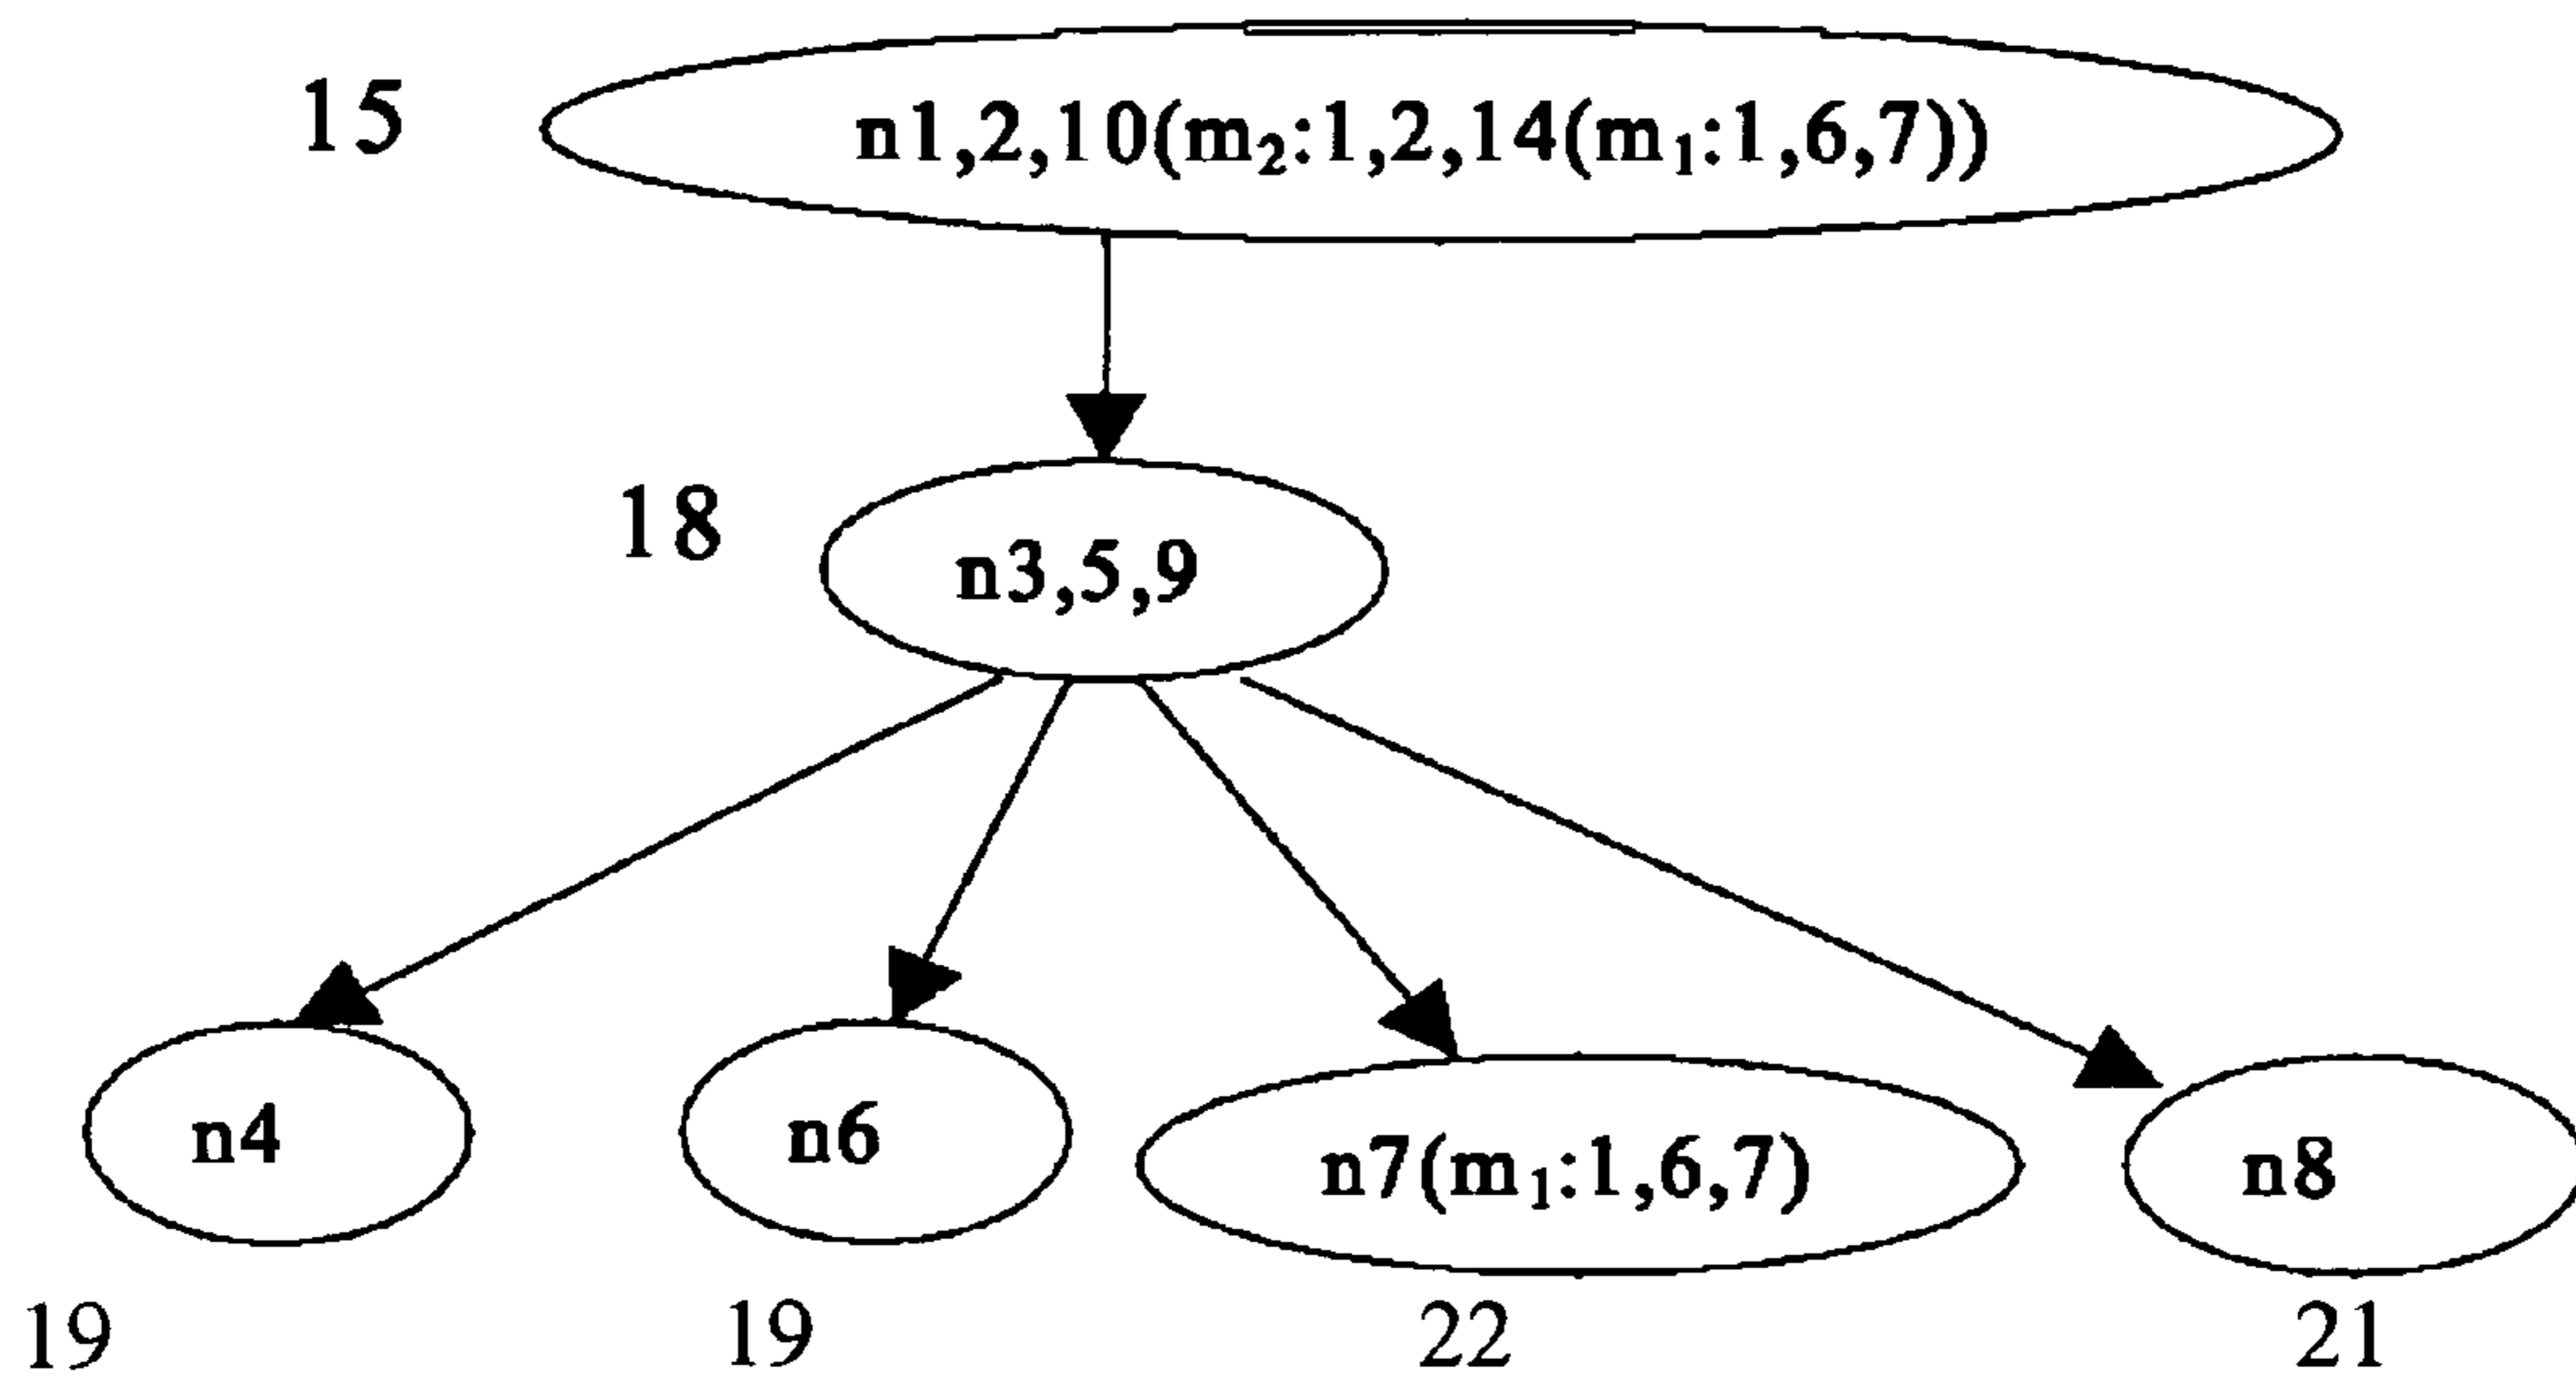 15
n1,2,10(m₂:1,2,14(m₁:1,6,7))
18
n3,5,9
n4
n6
n7(m₁:1,6,7)
n8
19
19
22
21